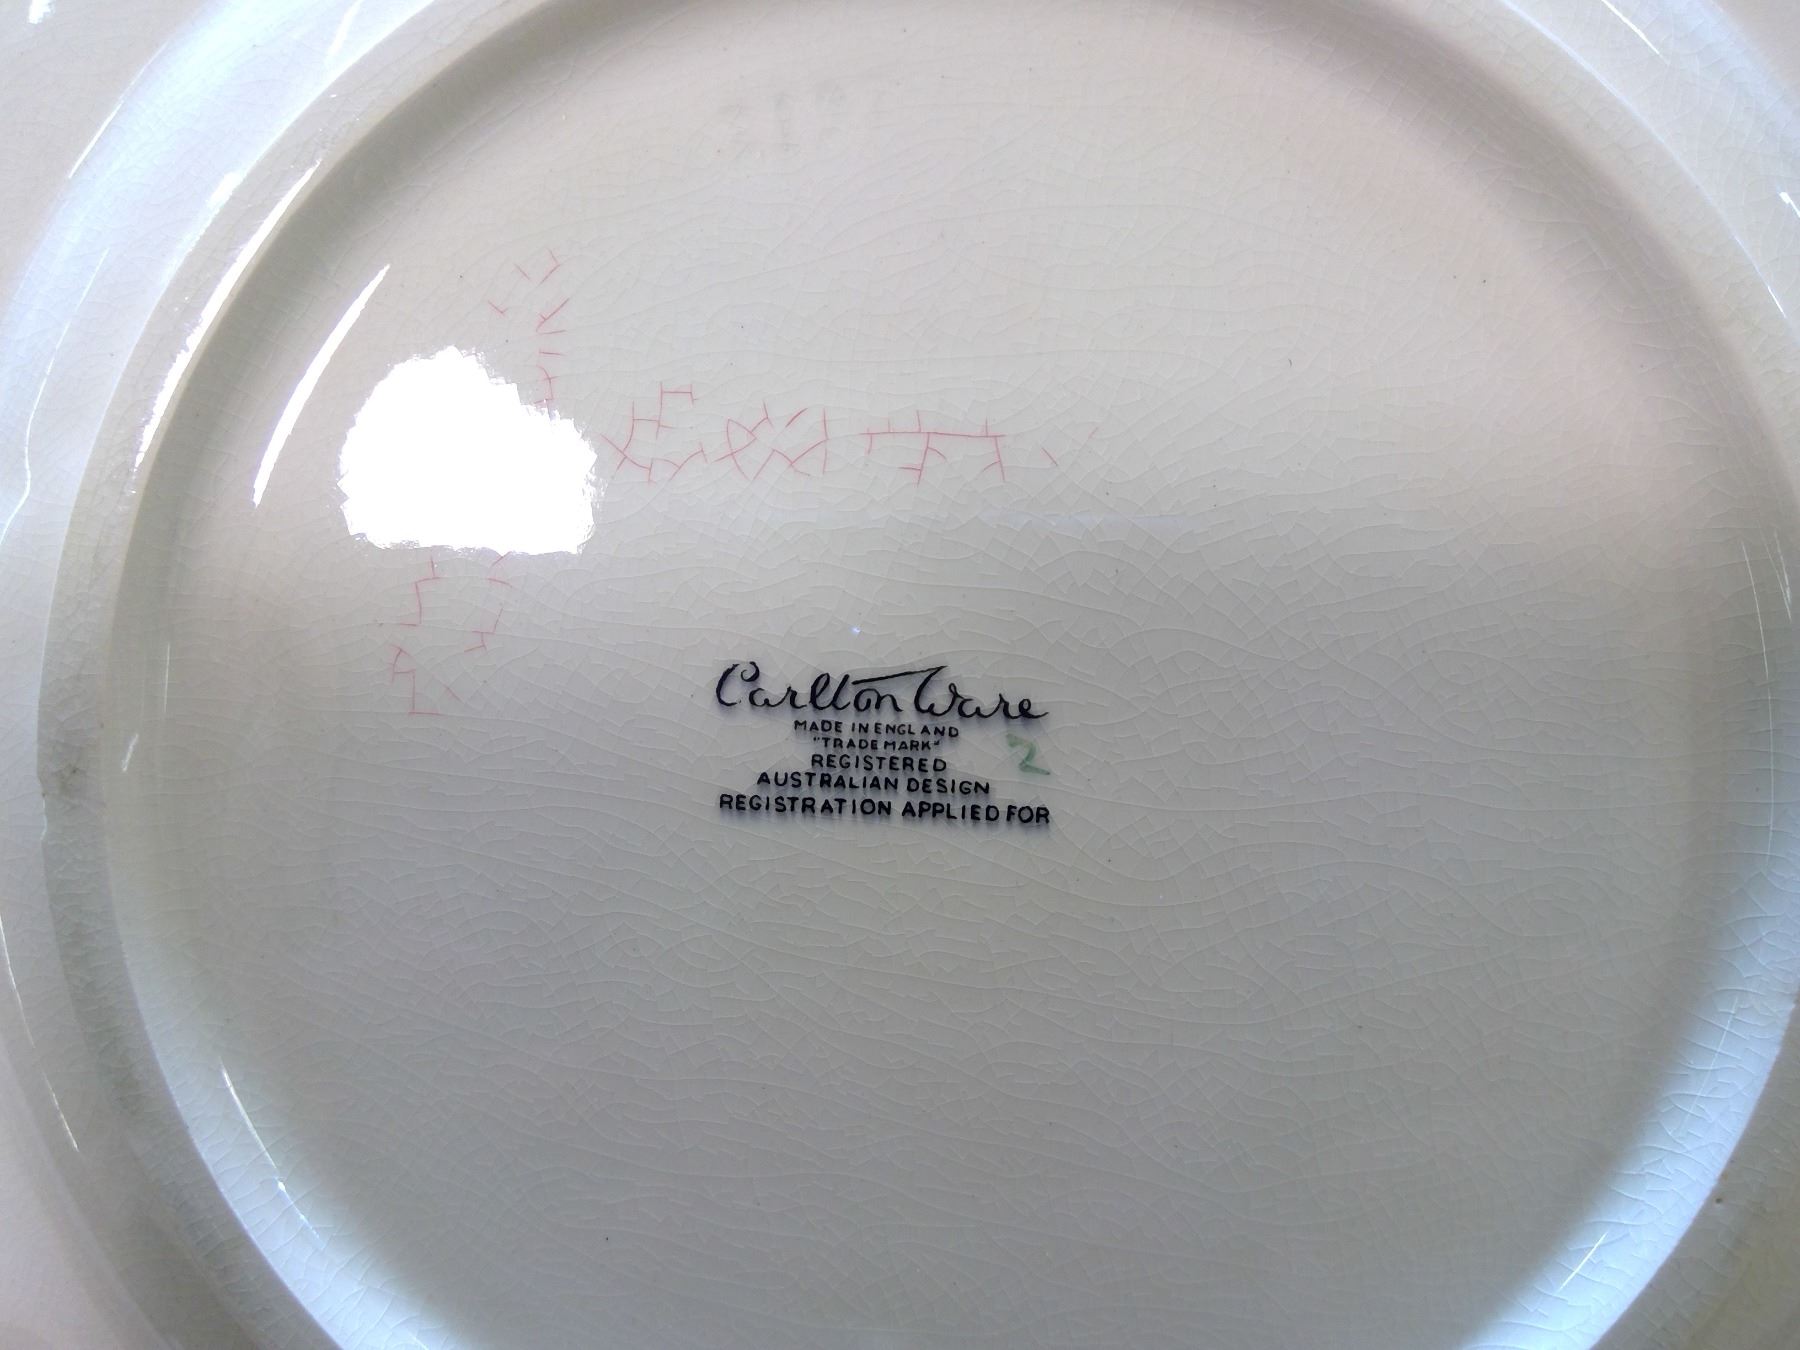 Carlton Ware
MADE IN ENGLAND
"TRADE MARK"
2
REGISTERED
AUSTRALIAN DESIGN
REGISTRATION APPLIED FOR